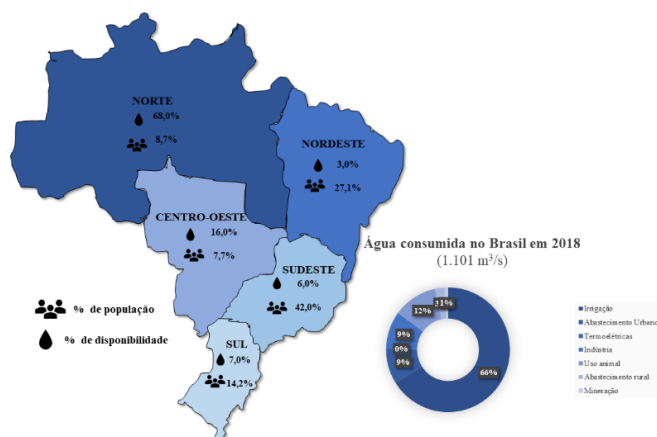 NORTE
68,0%
8,7%
NORDESTE
3,0%
27,1%
CENTRO-OESTE
16,0%
7,7%
Água consumida no Brasil em 2018
(1.101 m³/s)
SUDESTE
6,0%
42,0%
% de população
% de disponibilidade
SUL
7,0%
14,2%
31%
12%
9%
0%
9%
66%
Irrigação
Abastecimento Urbano
Termoelétricas
Indústria
Uso animal
Abastecimento rural
Mineração